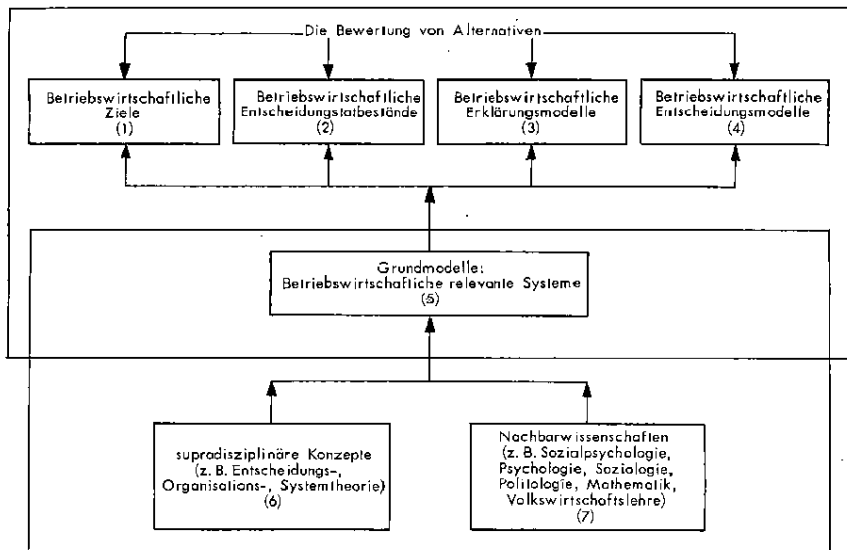 Die Bewertung von Alternativen
Betriebswirtschaftliche
Ziele
(1)
Betriebswirtschaftliche
Entscheidungstatbestände
(2)
Betriebswirtschaftliche
Erklärungsmodelle
(3)
Betriebswirtschaftliche
Entscheidungsmodelle
(4)
Grundmodelle:
Betriebswirtschaftliche relevante Systeme
(5)
supradisziplinäre Konzepte
(z. B. Entscheidungs-,
Organisations-, Systemtheorie)
(6)
Nachbarwissenschaften
(z. B. Sozialpsychologie,
Psychologie, Soziologie,
Politologie, Mathematik,
Volkswirtschaftslehre)
(7)